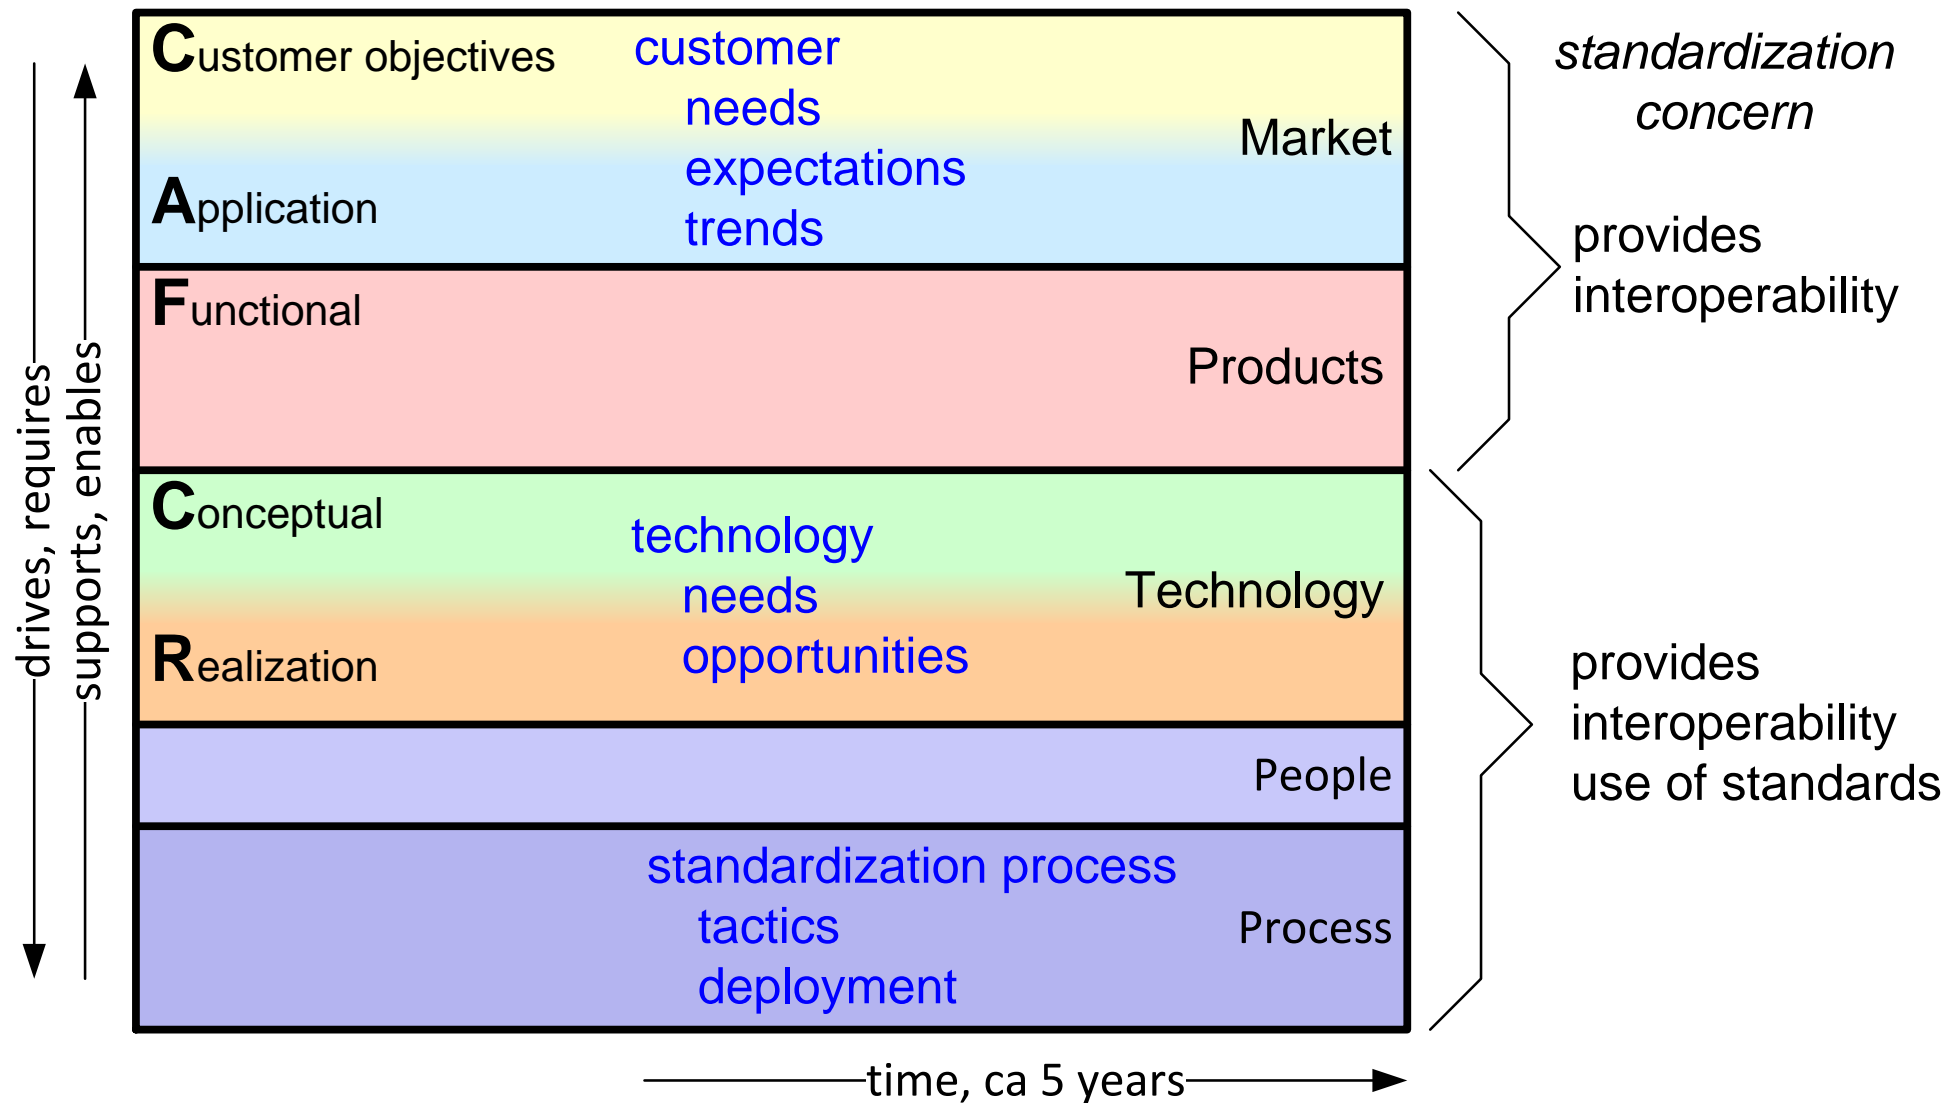 Customer objectives
customer
needs
expectations
trends
Market
Application
Functional
Products
Conceptual
technology
needs
opportunities
Technology
Realization
People
standardization process
tactics
deployment
Process
drives, requires
supports, enables
time, ca 5 years
standardization
concern
provides
interoperability
provides
interoperability
use of standards